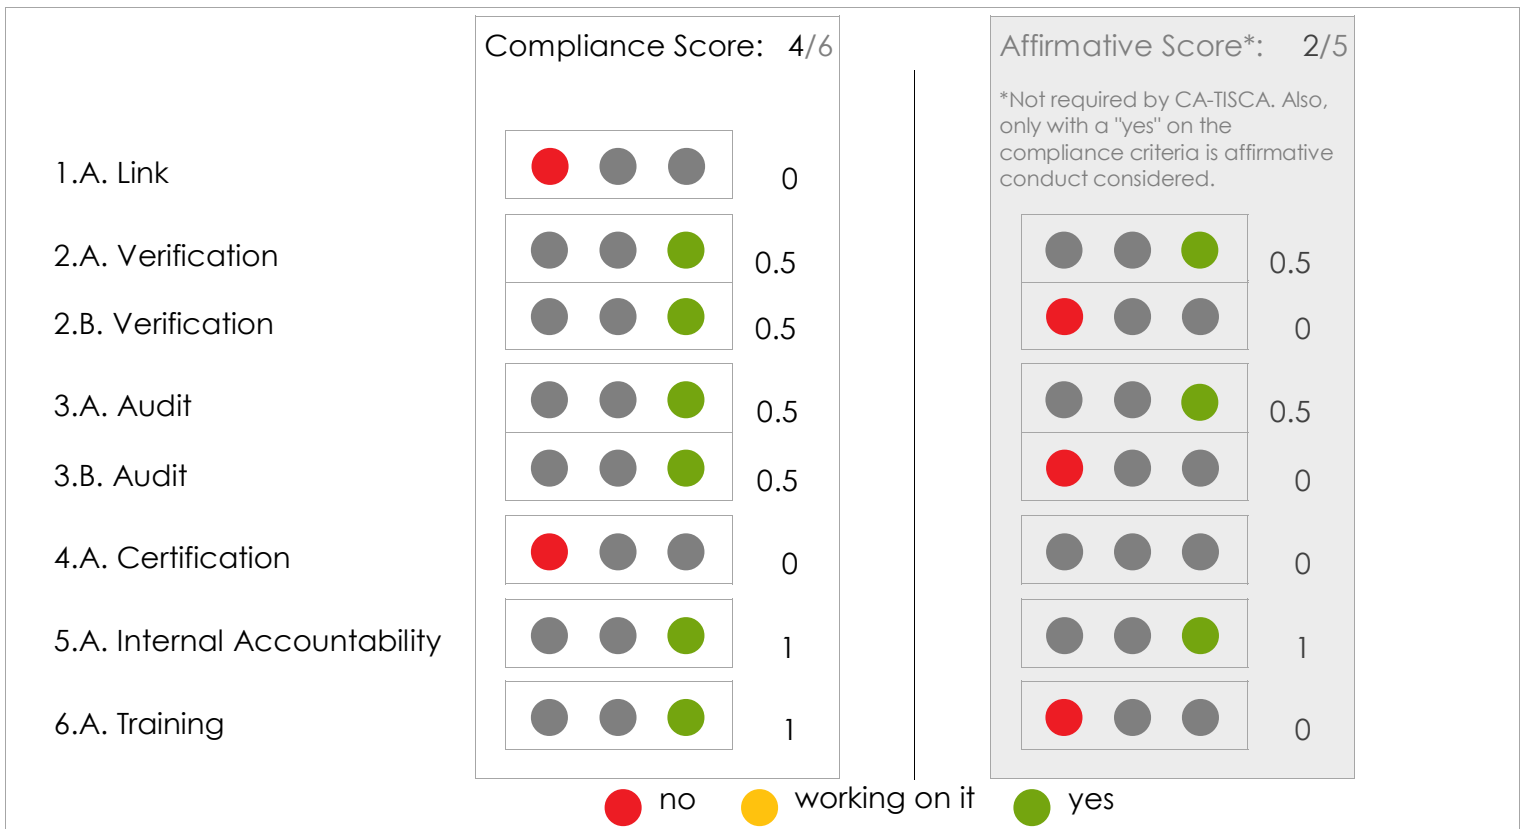 Compliance Score: 4/6
Affirmative Score*: 2/5
*Not required by CA-TISCA. Also,
only with a "yes" on the
compliance criteria is affirmative
conduct considered.
1.A. Link 0
2.A. Verification 0.5 0.5
2.B. Verification 0.5 0
3.A. Audit 0.5 0.5
3.B. Audit 0.5 0
4.A. Certification 0 0
5.A. Internal Accountability 1 1
6.A. Training 1 0
no working on it yes